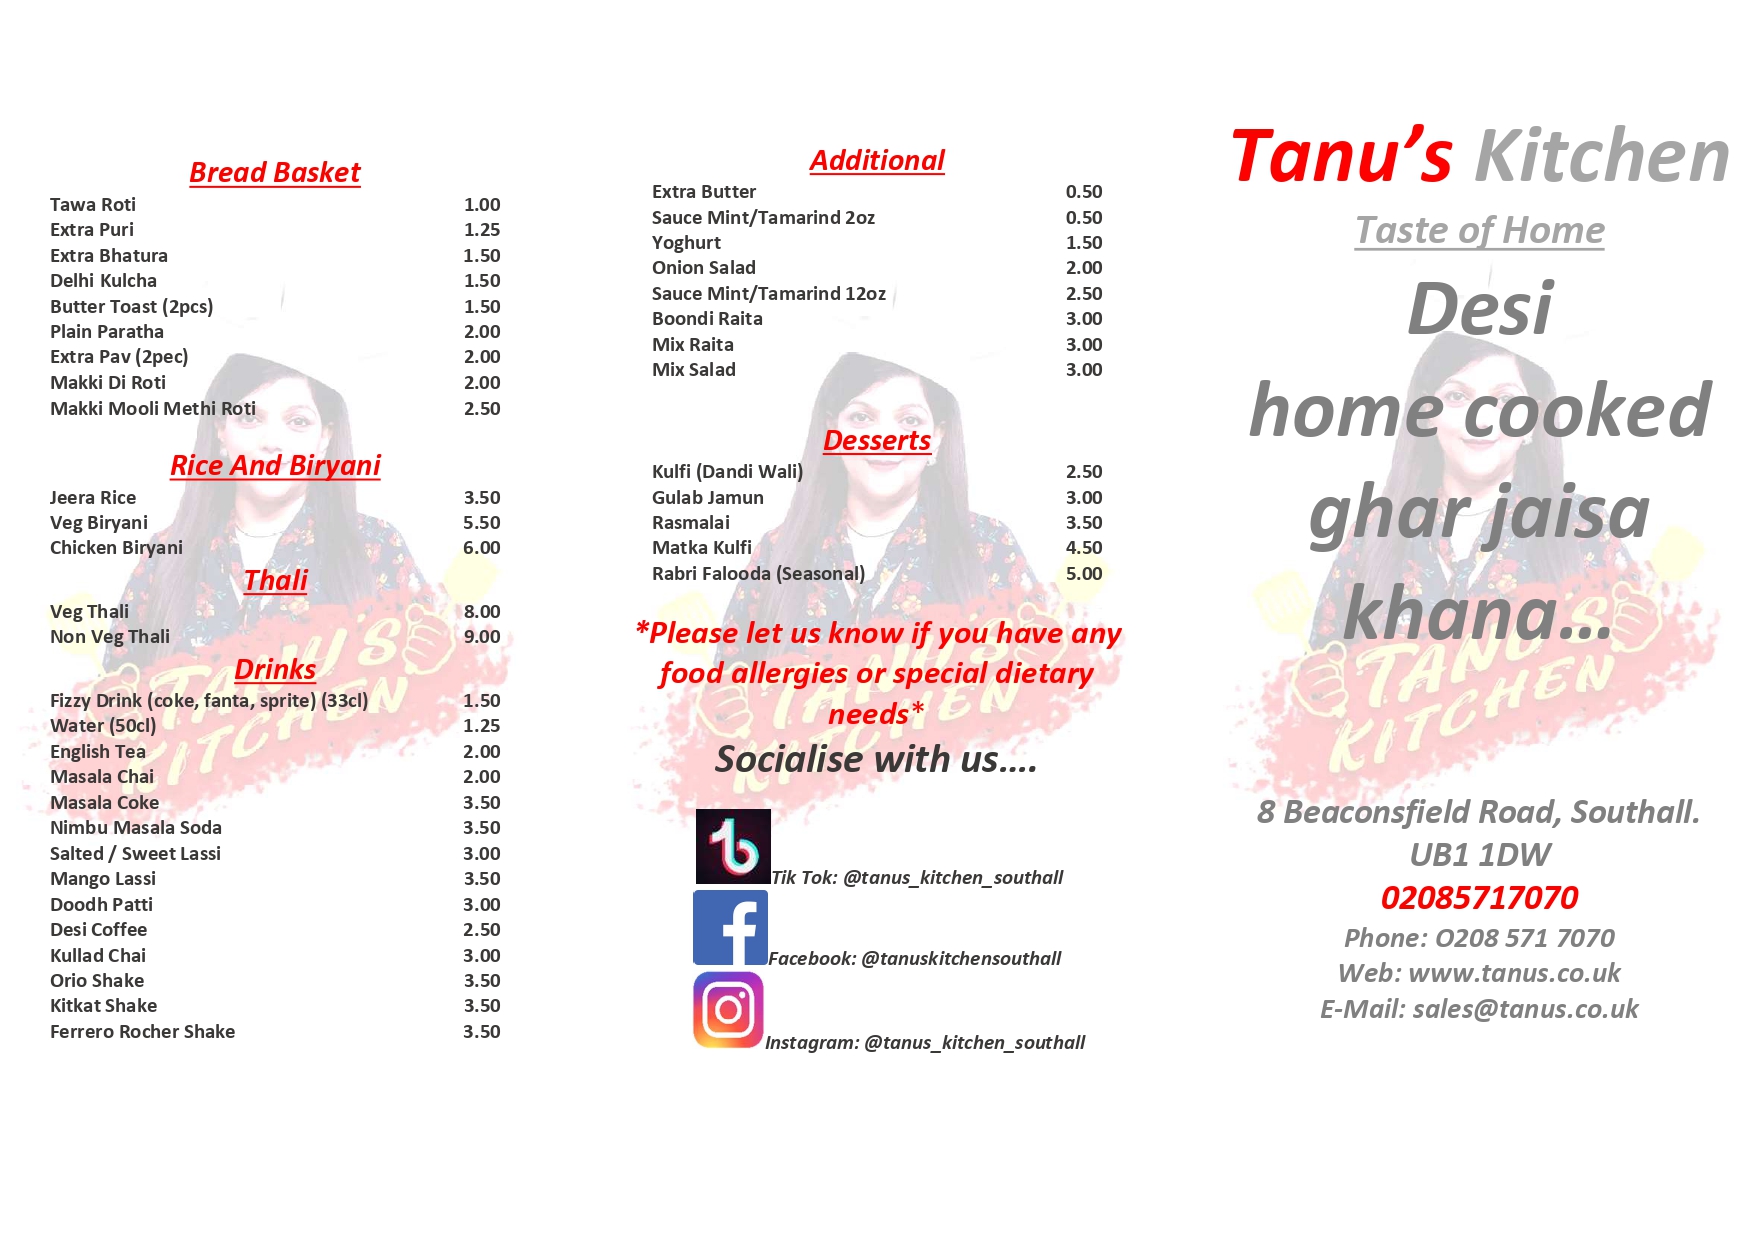 Bread Basket
Tawa Roti 1.00
Extra Puri 1.25
Extra Bhatura 1.50
Delhi Kulcha 1.50
Butter Toast (2pcs) 1.50
Plain Paratha 2.00
Extra Pav (2pec) 2.00
Makki Di Roti 2.00
Makki Mooli Methi Roti 2.50
Rice And Biryani
Jeera Rice 3.50
Veg Biryani 5.50
Chicken Biryani 6.00
Thali
Veg Thali 8.00
Non Veg Thali 9.00
Drinks
Fizzy Drink (coke, fanta, sprite) (33cl) 1.50
Water (50cl) 1.25
English Tea 2.00
Masala Chai 2.00
Masala Coke 3.50
Nimbu Masala Soda 3.50
Salted / Sweet Lassi 3.00
Mango Lassi 3.50
Doodh Patti 3.00
Desi Coffee 2.50
Kullad Chai 3.00
Orio Shake 3.50
Kitkat Shake 3.50
Ferrero Rocher Shake 3.50
TANU'S
KITCHEN
Additional
Extra Butter 0.50
Sauce Mint/Tamarind 2oz 0.50
Yoghurt 1.50
Onion Salad 2.00
Sauce Mint/Tamarind 12oz 2.50
Boondi Raita 3.00
Mix Raita 3.00
Mix Salad 3.00
Desserts
Kulfi (Dandi Wali) 2.50
Gulab Jamun 3.00
Rasmalai 3.50
Matka Kulfi 4.50
Rabri Falooda (Seasonal) 5.00
*Please let us know if you have any
food allergies or special dietary
needs*
Socialise with us....
Tik Tok: @tanus_kitchen_southall
Facebook: @tanuskitchensouthall
Instagram: @tanus_kitchen_southall
TANU'S
KITCHEN
Tanu’s Kitchen
Taste of Home
Desi
home cooked
ghar jaisa
khana...
TANU'S
KITCHEN
8 Beaconsfield Road, Southall.
UB1 1DW
02085717070
Phone: O208 571 7070
Web: www.tanus.co.uk
E-Mail: sales@tanus.co.uk